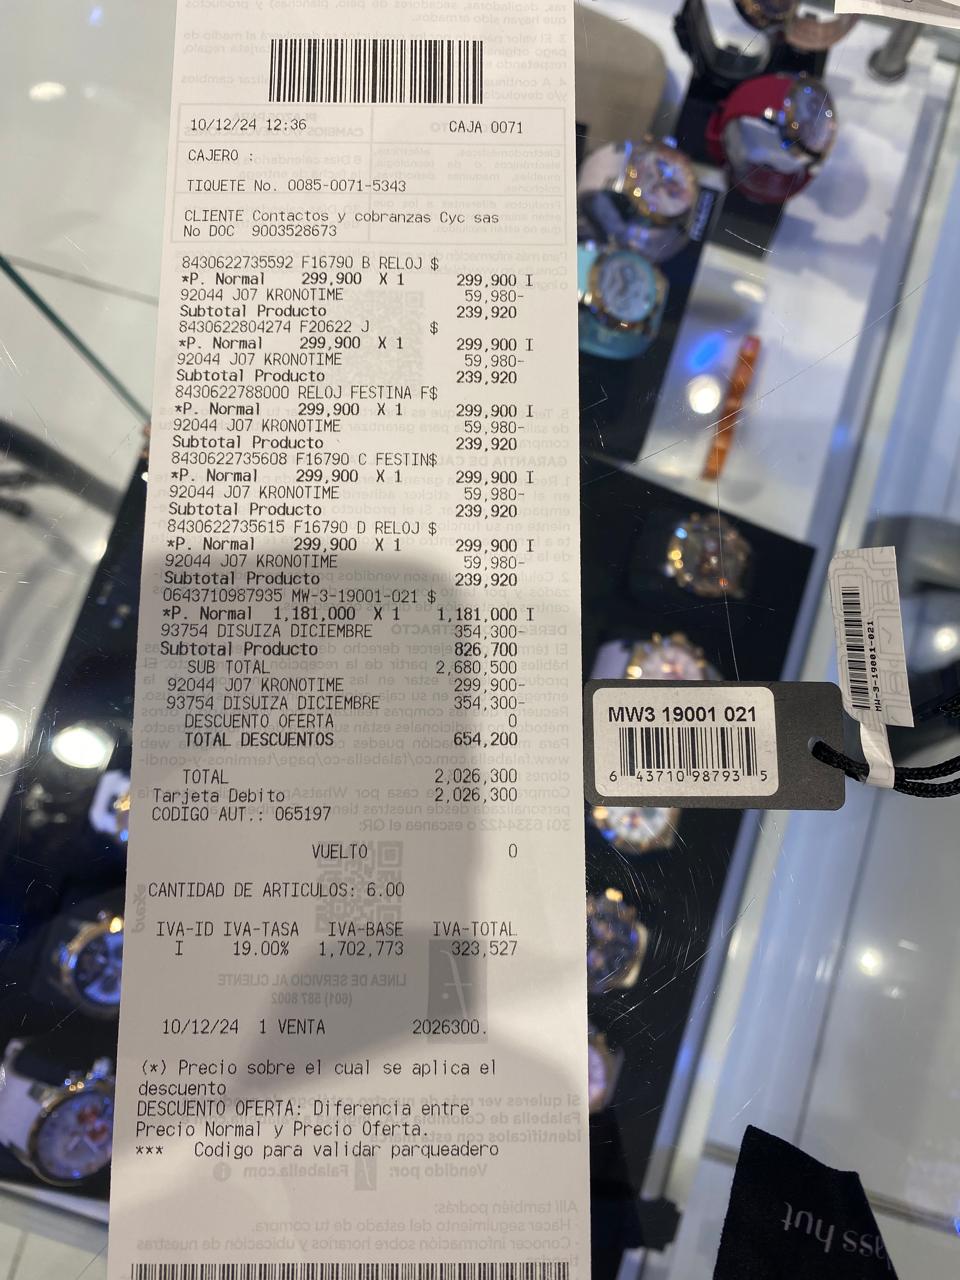 10/12/24 12:36 CAJA 0071
CAJERO :
TIQUETE No. 0085-0071-5343
CLIENTE Contactos y cobranzas Cyc sas
No DOC 9003528673
8430622735592 F16790 B RELOJ $
*P. Normal 299,900 X 1 299,900 I
92044 J07 KRONOTIME 59,980-
Subtotal Producto 239,920
8430622804274 F20622 J $
*P. Normal 299,900 X 1 299,900 I
92044 J07 KRONOTIME 59,980-
Subtotal Producto 239,920
8430622788000 RELOJ FESTINA F$
*P. Normal 299,900 X 1 299,900 I
92044 J07 KRONOTIME 59,980-
Subtotal Producto 239,920
8430622735608 F16790 C FESTIN$
*P. Normal 299,900 X 1 299,900 I
92044 J07 KRONOTIME 59,980-
Subtotal Producto 239,920
8430622735615 F16790 D RELOJ $
*P. Normal 299,900 X 1 299,900 I
92044 J07 KRONOTIME 59,980-
Subtotal Producto 239,920
0643710987935 MW-3-19001-021 $
*P. Normal 1,181,000 X 1 1,181,000 I
93754 DISUIZA DICIEMBRE 354,300-
Subtotal Producto 826,700
SUB TOTAL 2,680,500
92044 J07 KRONOTIME 299,900-
93754 DISUIZA DICIEMBRE 354,300-
DESCUENTO OFERTA 0
TOTAL DESCUENTOS 654,200
TOTAL 2,026,300
Tarjeta Debito 2,026,300
CODIGO AUT.: 065197
VUELTO 0
CANTIDAD DE ARTICULOS: 6.00
IVA-ID IVA-TASA IVA-BASE IVA-TOTAL
I 19.00% 1,702,773 323,527
10/12/24 1 VENTA 2026300.
(*) Precio sobre el cual se aplica el
descuento
DESCUENTO OFERTA: Diferencia entre
Precio Normal y Precio Oferta.
*** Codigo para validar parqueadero
MW3 19001 021
6 43710 98793 5
MW-3-19001-021
ss hut